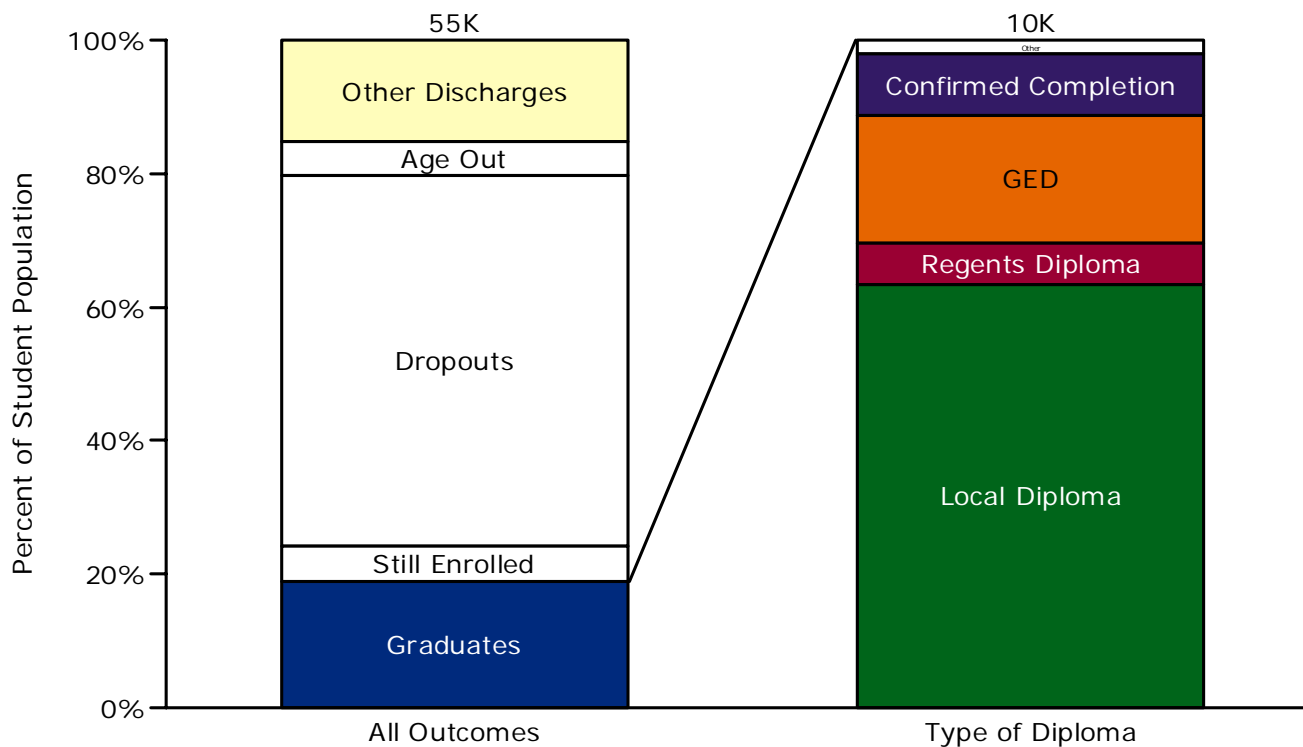 55K
10K
100%
80%
60%
40%
20%
0%
Percent of Student Population
Other Discharges
Age Out
Dropouts
Still Enrolled
Graduates
Other
Confirmed Completion
GED
Regents Diploma
Local Diploma
All Outcomes
Type of Diploma